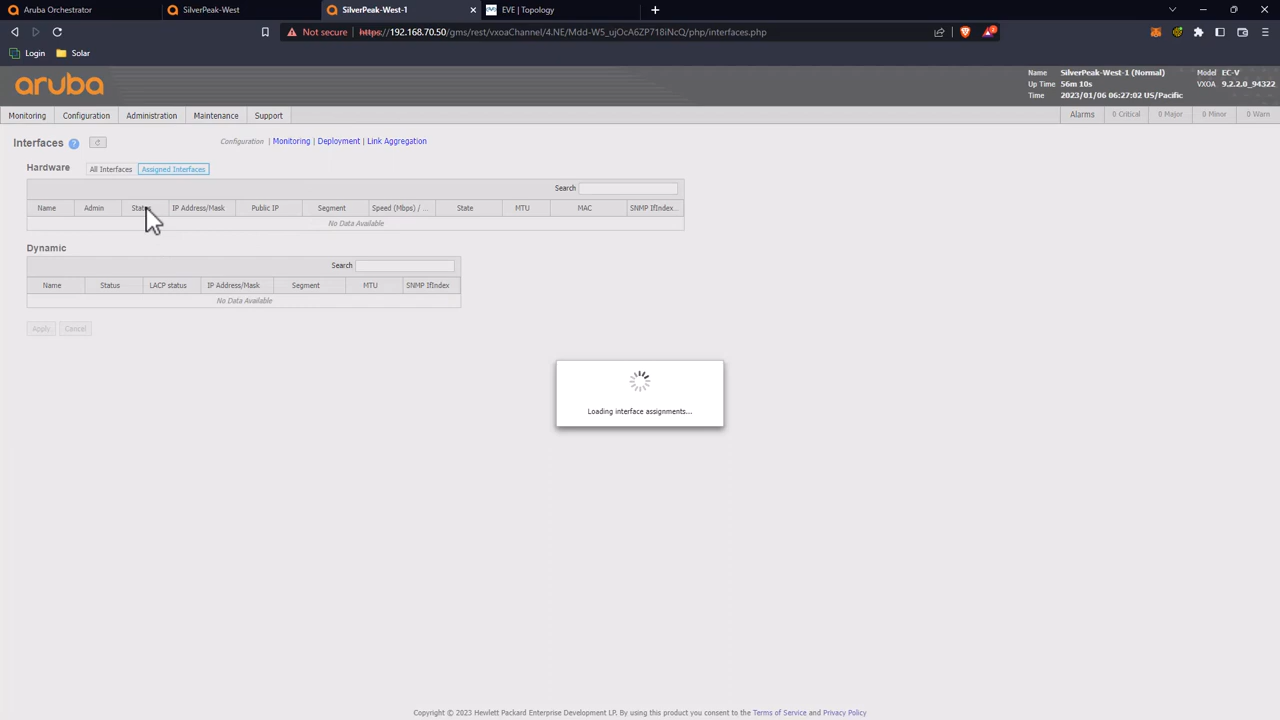 Aruba Orchestrator
SilverPeak-West
SilverPeak-West-1
EVE | Topology
Not secure
https://192.168.70.50/gms/rest/vxoaChannel/4.NE/Mdd-W5_ujOcA6ZP718iNcQ/php/interfaces.php
2
Login
Solar
aruba
Name SilverPeak-West-1 (Normal) Model EC-V
Up Time 56m 10s VXOA 9.2.2.0_94322
Time 2023/01/06 06:27:02 US/Pacific
Monitoring Configuration Administration Maintenance Support
Alarms 0 Critical 0 Major 0 Minor 0 Warn
Interfaces ?
Configuration | Monitoring | Deployment | Link Aggregation
Hardware All Interfaces Assigned Interfaces
Search
Name Admin Status IP Address/Mask Public IP Segment Speed (Mbps) / ... State MTU MAC SNMP IfIndex...
No Data Available
Dynamic
Search
Name Status LACP status IP Address/Mask Segment MTU SNMP IfIndex
No Data Available
Apply Cancel
Loading interface assignments...
Copyright © 2023 Hewlett Packard Enterprise Development LP. By using this product you consent to the Terms of Service and Privacy Policy